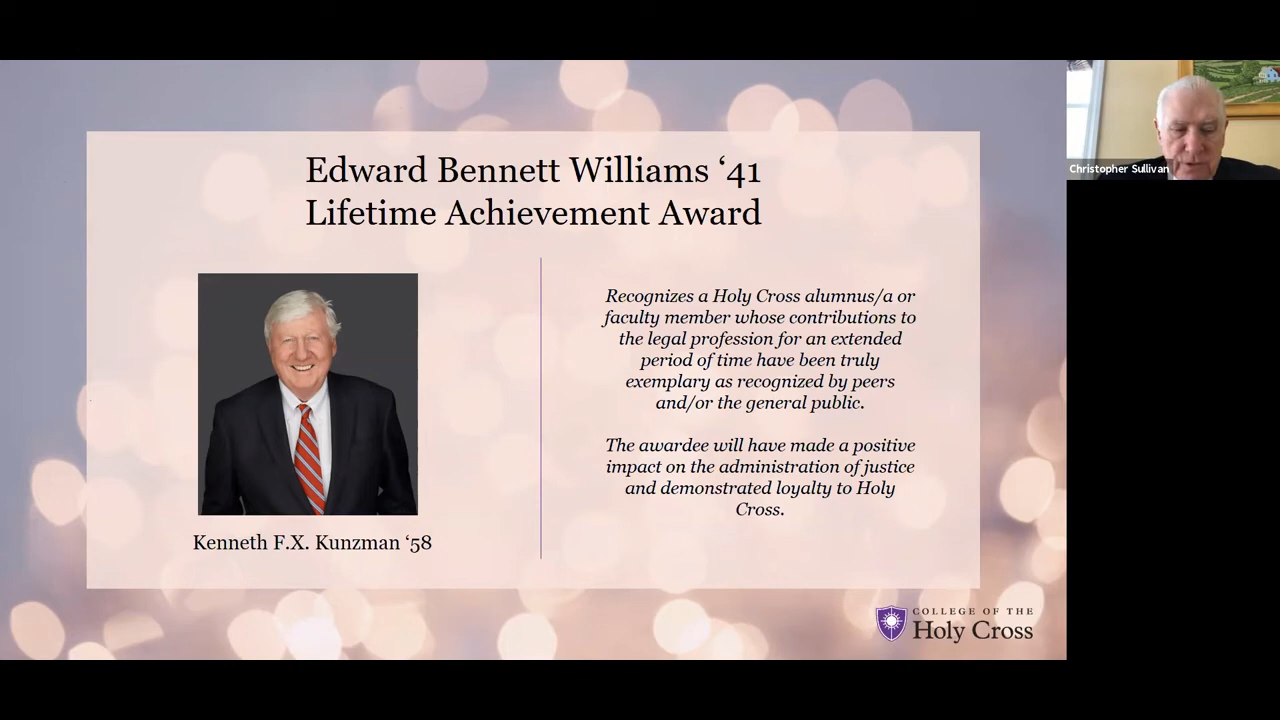 Edward Bennett Williams ‘41
Lifetime Achievement Award
Kenneth F.X. Kunzman ‘58
Recognizes a Holy Cross alumnus/a or
faculty member whose contributions to
the legal profession for an extended
period of time have been truly
exemplary as recognized by peers
and/or the general public.
The awardee will have made a positive
impact on the administration of justice
and demonstrated loyalty to Holy
Cross.
COLLEGE OF THE
Holy Cross
Christopher Sullivan